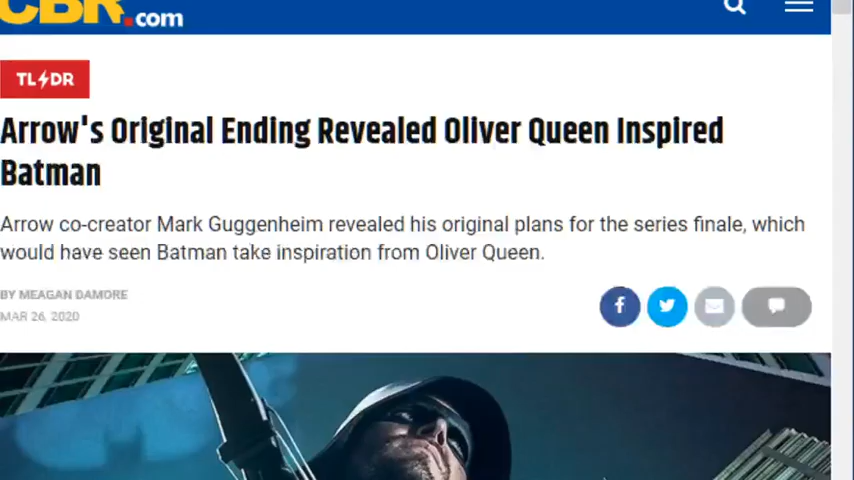 CBR.com
TL DR
Arrow's Original Ending Revealed Oliver Queen Inspired
Batman
Arrow co-creator Mark Guggenheim revealed his original plans for the series finale, which
would have seen Batman take inspiration from Oliver Queen.
BY MEAGAN DAMORE
MAR 26, 2020